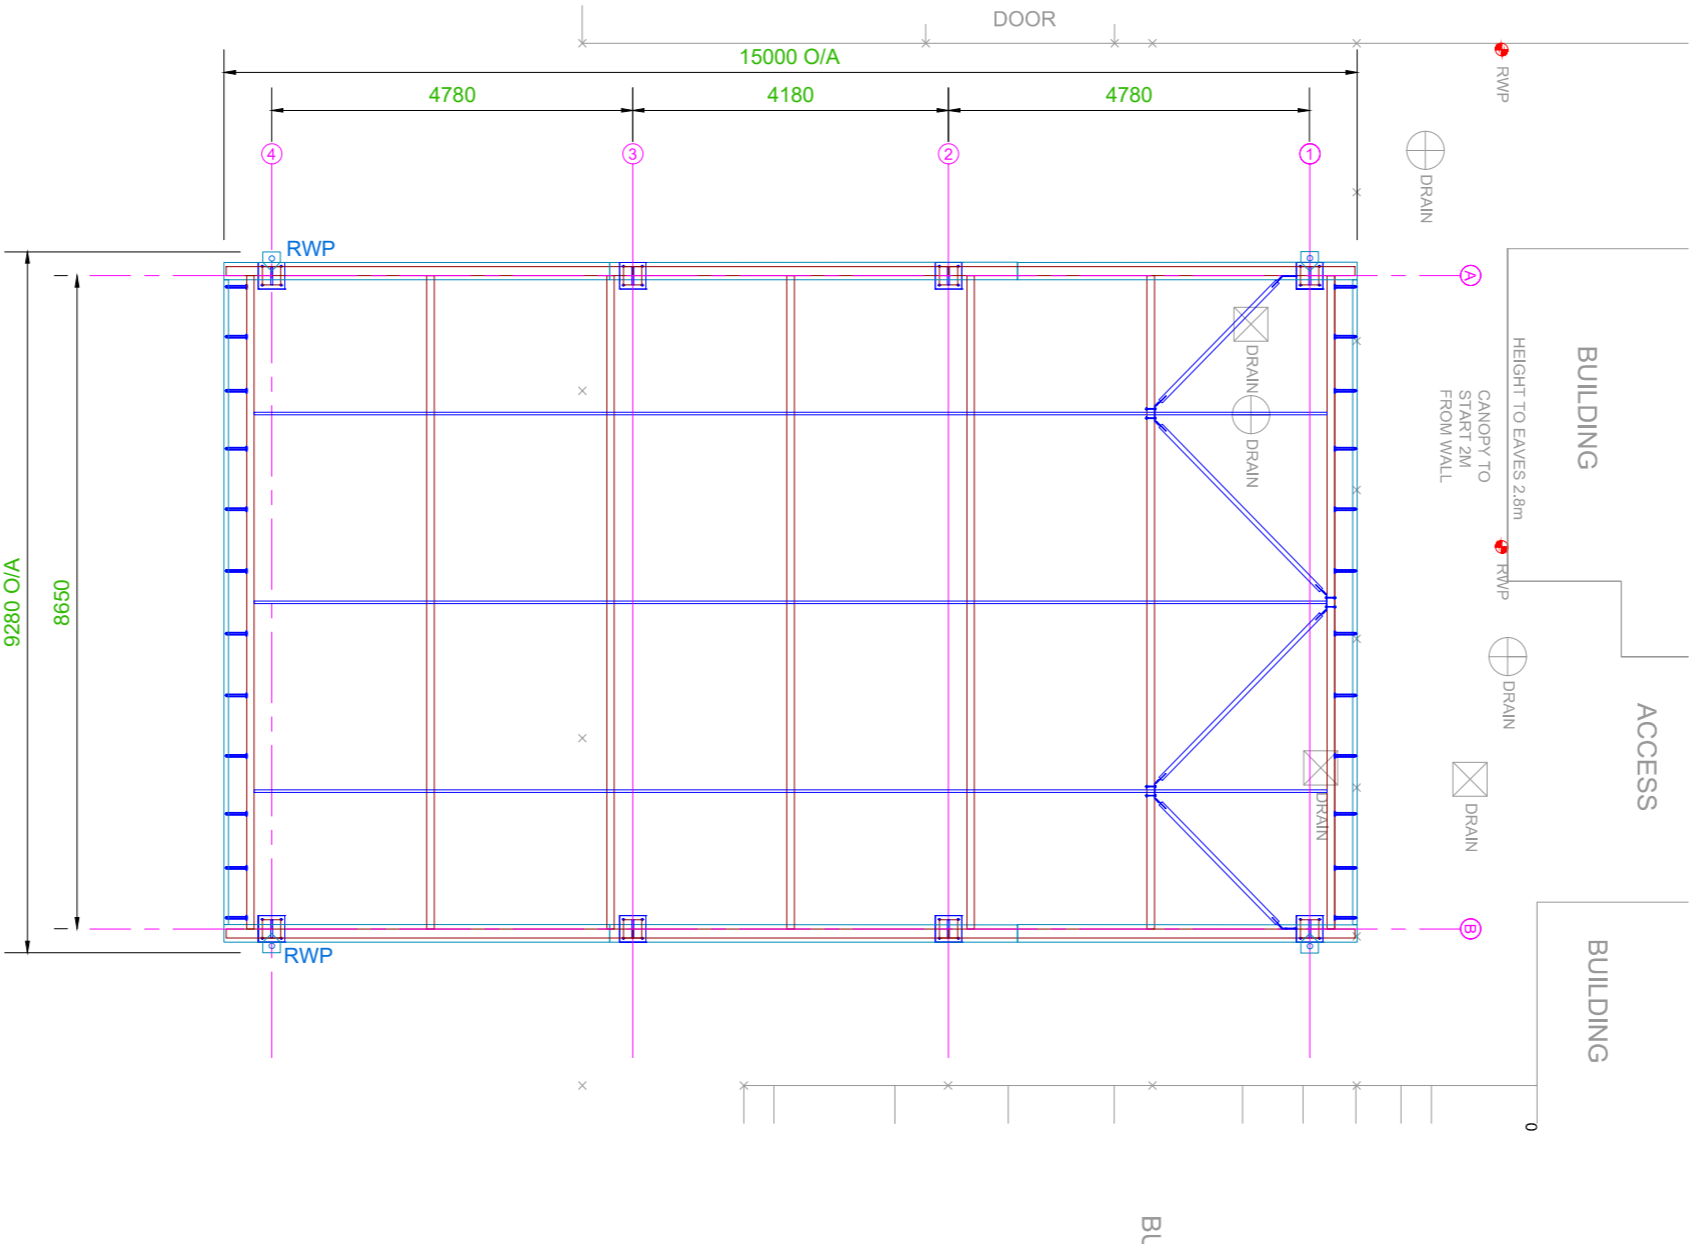 DOOR
15000 O/A
4780
4180
4780
RWP
4
3
2
1
DRAIN
RWP
A
HEIGHT TO EAVES 2.8m
BUILDING
DRAIN
CANOPY TO
START 2M
FROM WALL
DRAIN
9280 O/A
8650
RWP
DRAIN
ACCESS
DRAIN
DRAIN
B
RWP
BUILDING
0
BU